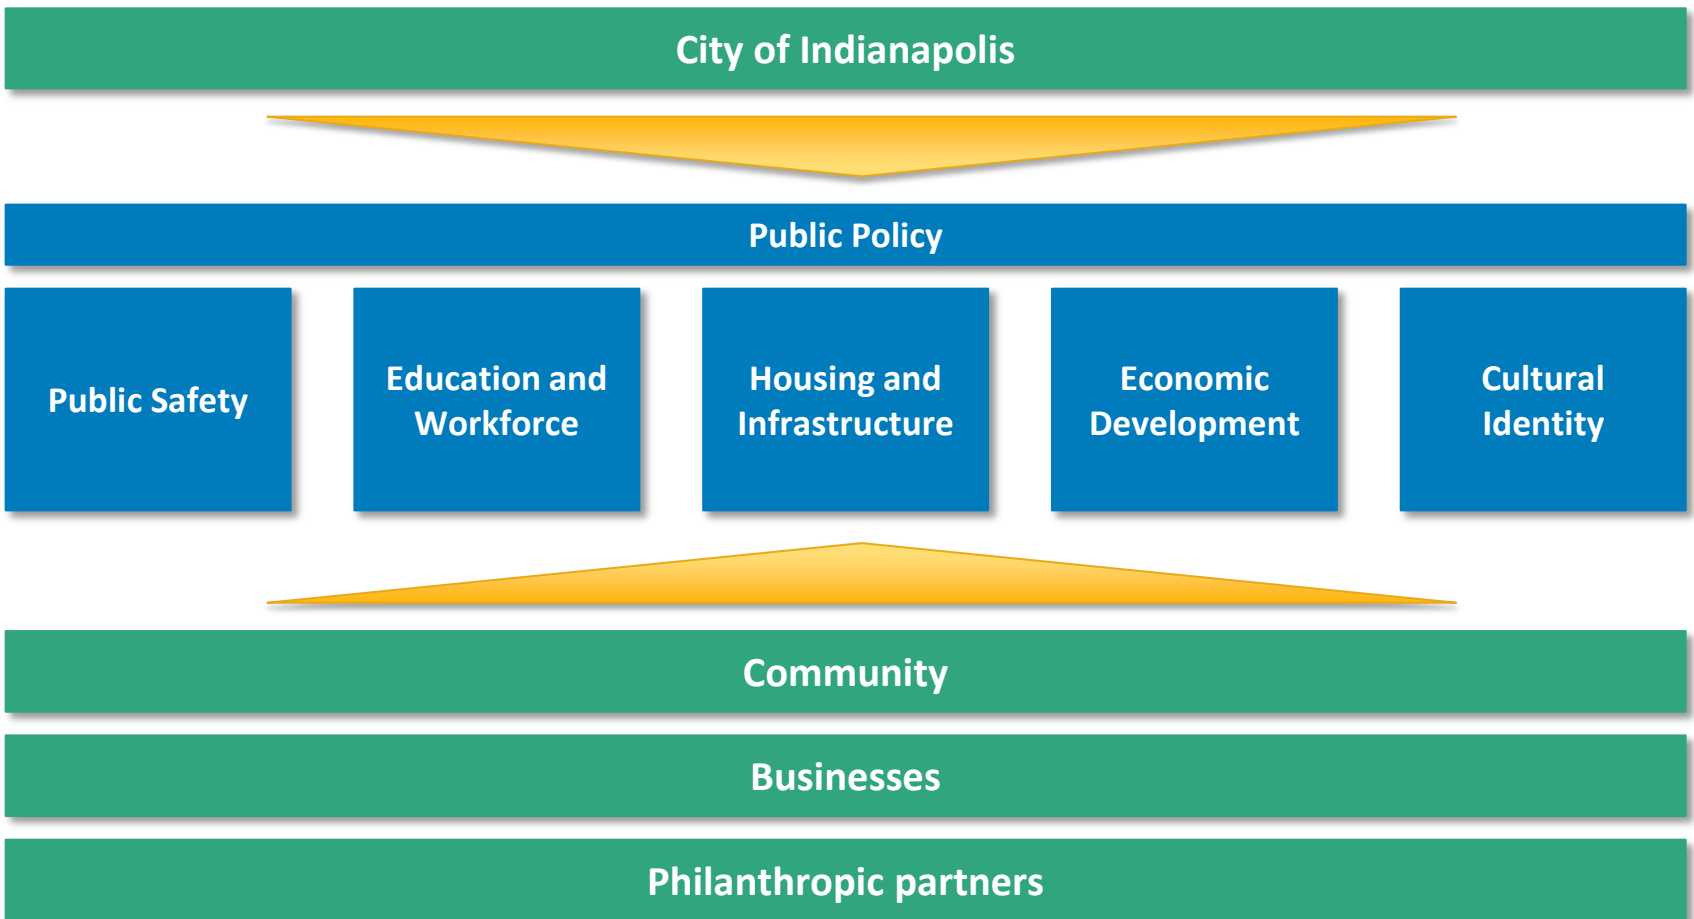 City of Indianapolis
Public Policy
Public Safety
Education and
Workforce
Housing and
Infrastructure
Economic
Development
Cultural
Identity
Community
Businesses
Philanthropic partners